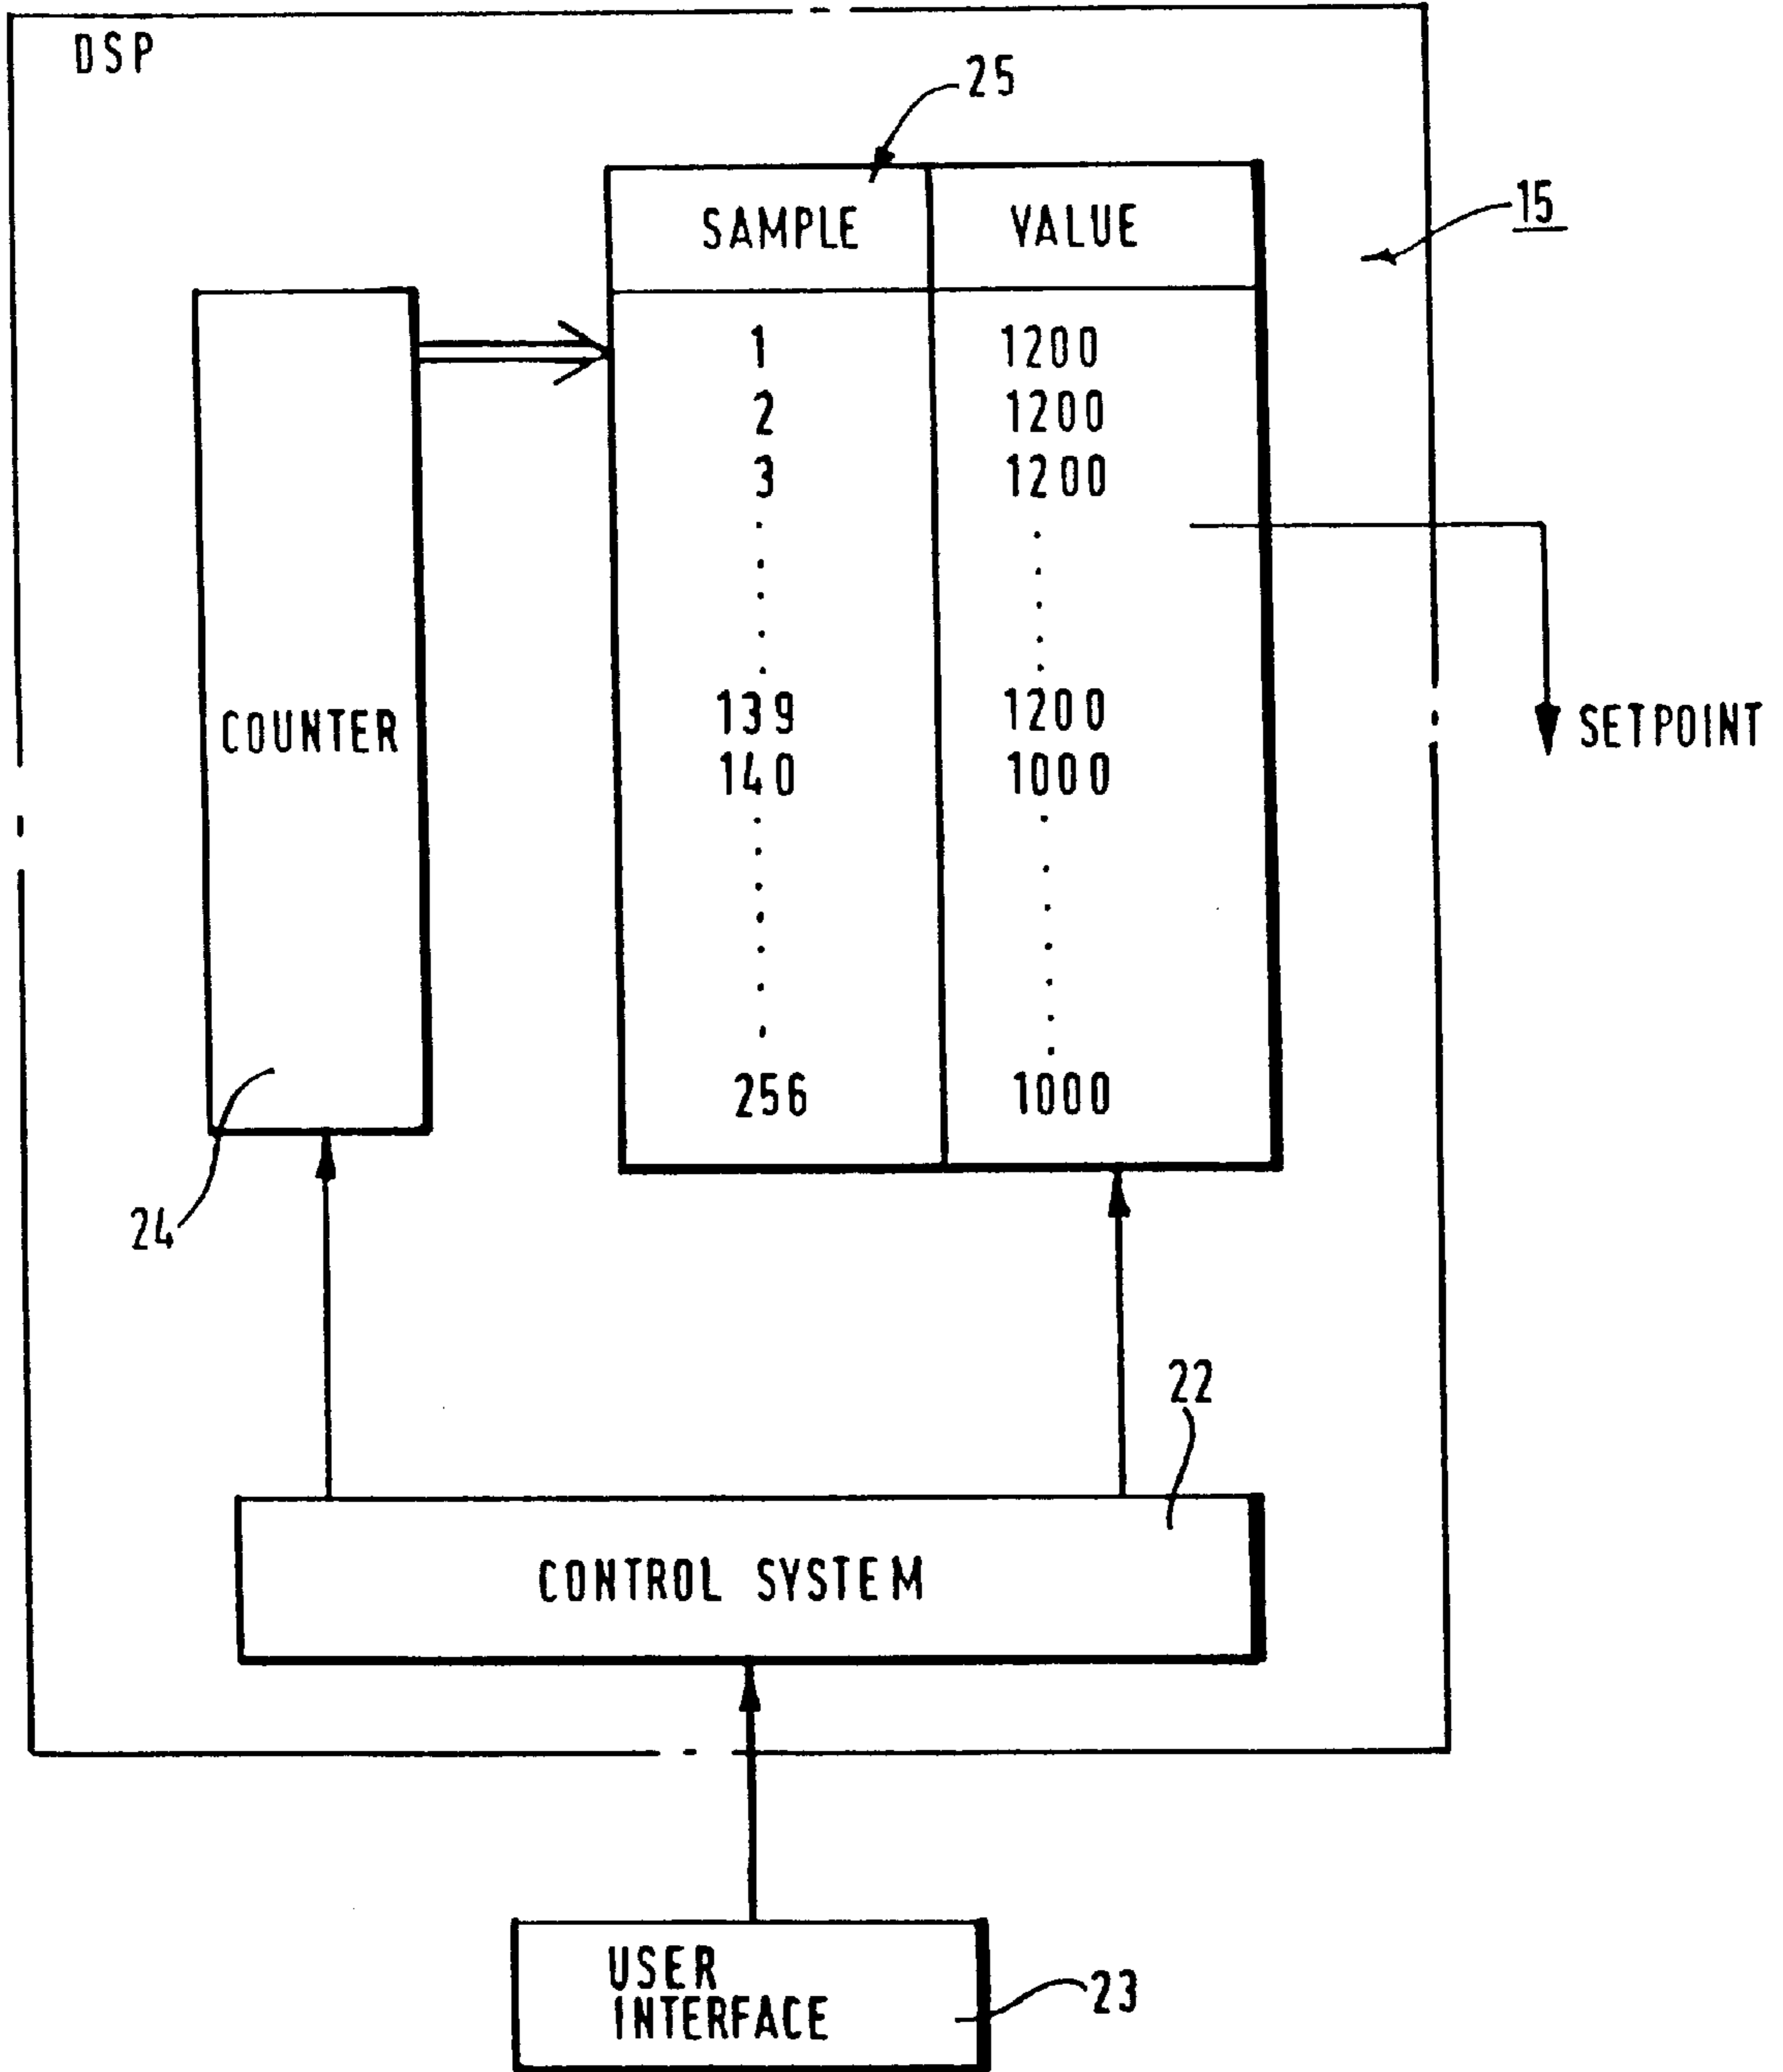 DSP
25
15
SAMPLE VALUE
1 1200
2 1200
3 1200
139 1200
140 1000
256 1000
COUNTER
SETPOINT
24
22
CONTROL SYSTEM
USER
INTERFACE
23